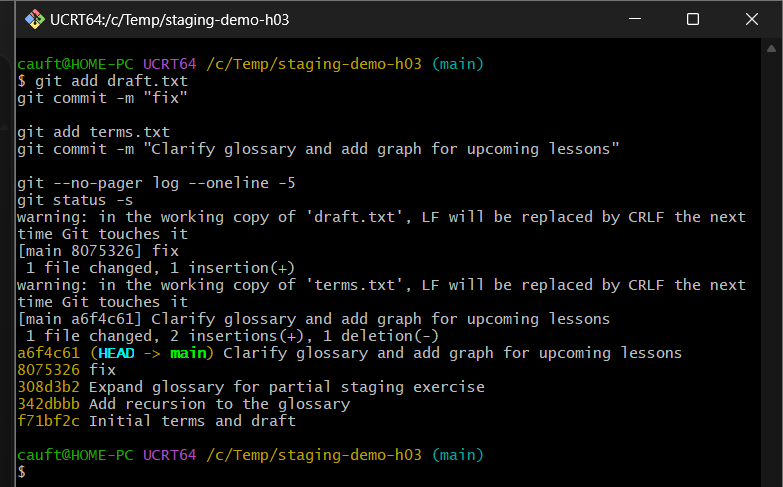 UCRT64:/c/Temp/staging-demo-h03
cauft@HOME-PC UCRT64 /c/Temp/staging-demo-h03 (main)
$ git add draft.txt
git commit -m "fix"
git add terms.txt
git commit -m "Clarify glossary and add graph for upcoming lessons"
git --no-pager log --oneline -5
git status -s
warning: in the working copy of 'draft.txt', LF will be replaced by CRLF the next
time Git touches it
[main 8075326] fix
 1 file changed, 1 insertion(+)
warning: in the working copy of 'terms.txt', LF will be replaced by CRLF the next
time Git touches it
[main a6f4c61] Clarify glossary and add graph for upcoming lessons
 1 file changed, 2 insertions(+), 1 deletion(-)
a6f4c61 (HEAD -> main) Clarify glossary and add graph for upcoming lessons
8075326 fix
308d3b2 Expand glossary for partial staging exercise
342dbbb Add recursion to the glossary
f71bf2c Initial terms and draft
cauft@HOME-PC UCRT64 /c/Temp/staging-demo-h03 (main)
$